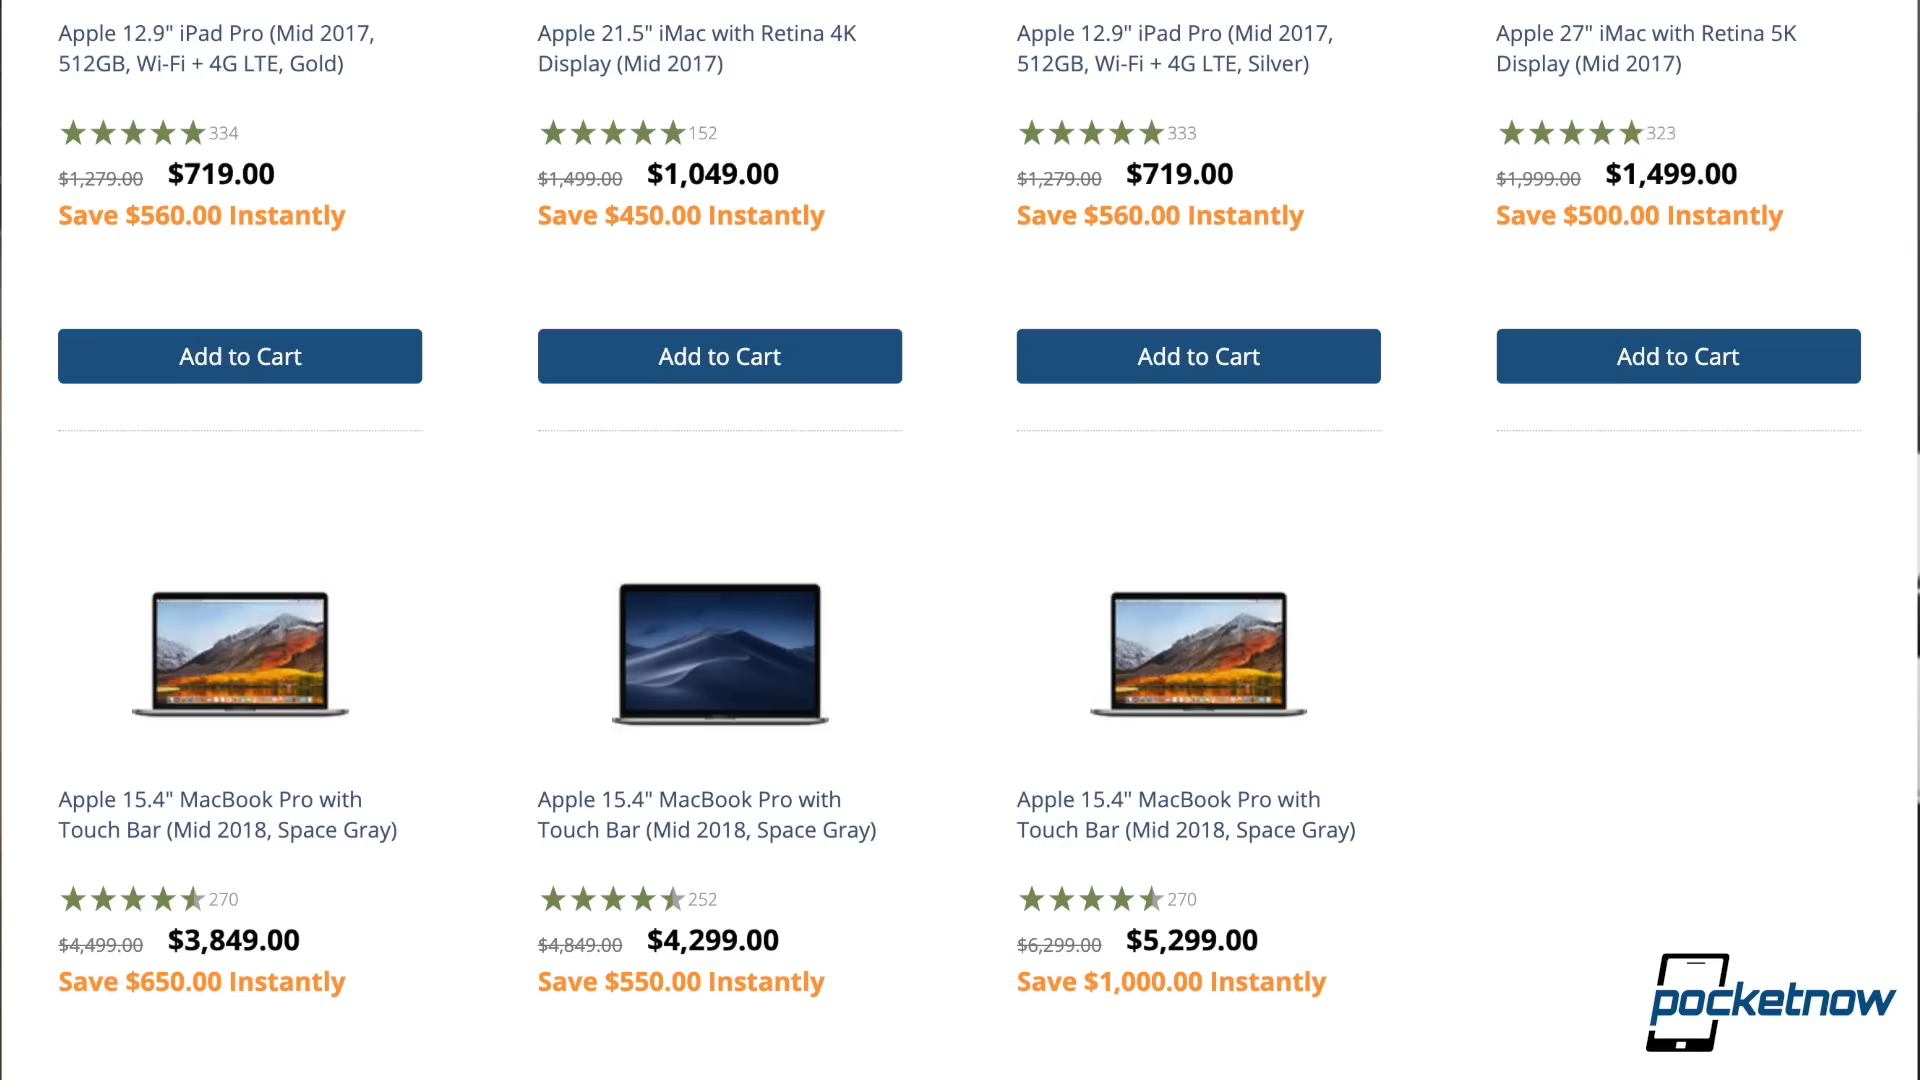 Apple 12.9" iPad Pro (Mid 2017,
512GB, Wi-Fi + 4G LTE, Gold)
334
$1,279.00 $719.00
Save $560.00 Instantly
Add to Cart
Apple 21.5" iMac with Retina 4K
Display (Mid 2017)
152
$1,499.00 $1,049.00
Save $450.00 Instantly
Add to Cart
Apple 12.9" iPad Pro (Mid 2017,
512GB, Wi-Fi + 4G LTE, Silver)
333
$1,279.00 $719.00
Save $560.00 Instantly
Add to Cart
Apple 27" iMac with Retina 5K
Display (Mid 2017)
323
$1,999.00 $1,499.00
Save $500.00 Instantly
Add to Cart
Apple 15.4" MacBook Pro with
Touch Bar (Mid 2018, Space Gray)
270
$4,499.00 $3,849.00
Save $650.00 Instantly
Apple 15.4" MacBook Pro with
Touch Bar (Mid 2018, Space Gray)
252
$4,849.00 $4,299.00
Save $550.00 Instantly
Apple 15.4" MacBook Pro with
Touch Bar (Mid 2018, Space Gray)
270
$6,299.00 $5,299.00
Save $1,000.00 Instantly
pocketnow